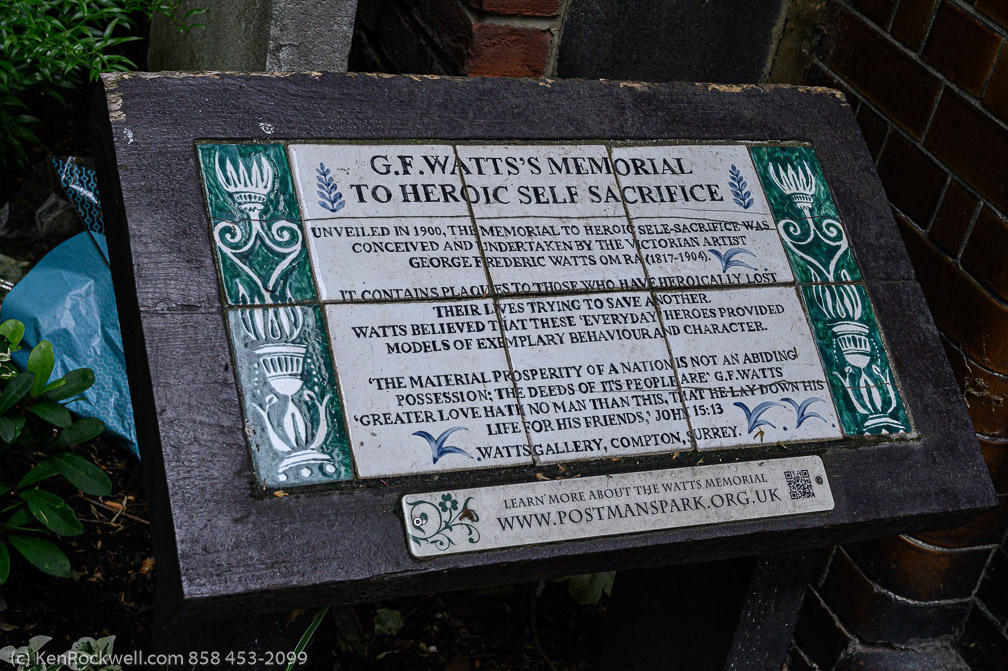 G.F. WATTS'S MEMORIAL
TO HEROIC SELF SACRIFICE
UNVEILED IN 1900, THE MEMORIAL TO HEROIC SELF-SACRIFICE WAS
CONCEIVED AND UNDERTAKEN BY THE VICTORIAN ARTIST
GEORGE FREDERIC WATTS OM RA (1817-1904).
IT CONTAINS PLAQUES TO THOSE WHO HAVE HEROICALLY LOST
THEIR LIVES TRYING TO SAVE ANOTHER.
WATTS BELIEVED THAT THESE 'EVERYDAY' HEROES PROVIDED
MODELS OF EXEMPLARY BEHAVIOUR AND CHARACTER.
'THE MATERIAL PROSPERITY OF A NATION IS NOT AN ABIDING
POSSESSION; THE DEEDS OF ITS PEOPLE ARE' G.F.WATTS
'GREATER LOVE HATH NO MAN THAN THIS, THAT HE LAY DOWN HIS
LIFE FOR HIS FRIENDS,' JOHN 15:13
WATTS GALLERY, COMPTON, SURREY.
LEARN MORE ABOUT THE WATTS MEMORIAL
WWW.POSTMANSPARK.ORG.UK
(c) KenRockwell.com 858 453-2099